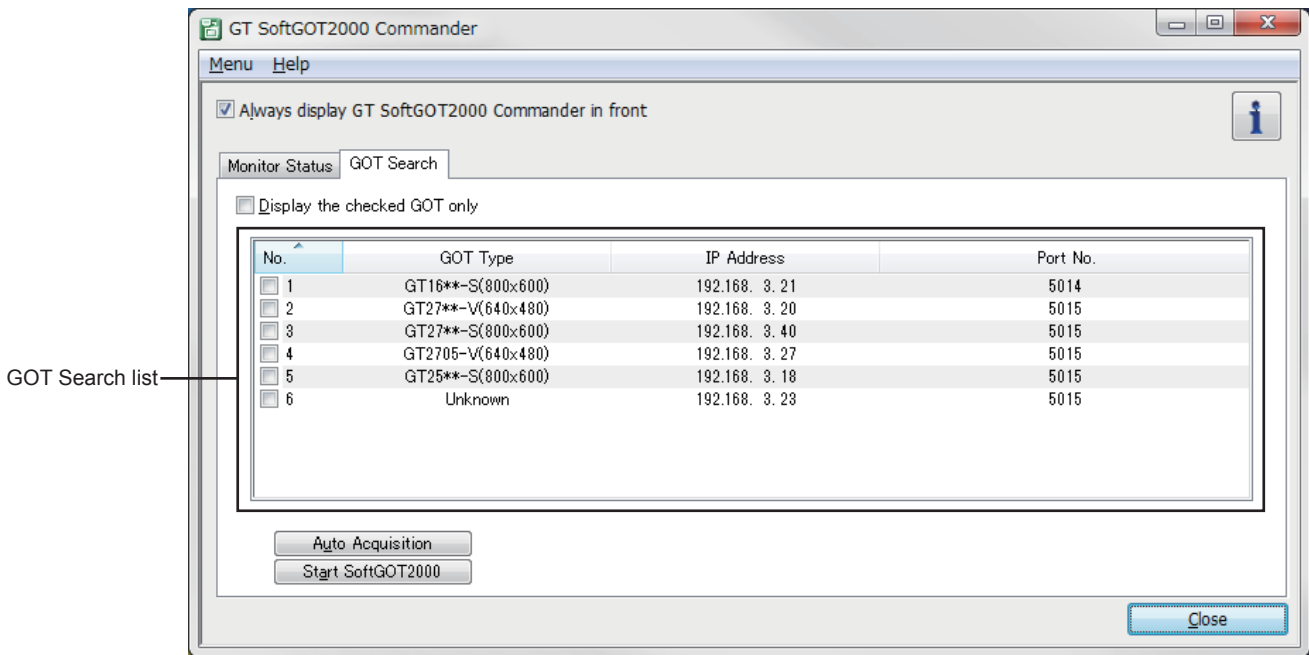 GT SoftGOT2000 Commander
Menu Help
Always display GT SoftGOT2000 Commander in front
Monitor Status GOT Search
Display the checked GOT only
No. GOT Type IP Address Port No.
1 GT16**-S(800x600) 192.168. 3. 21 5014
2 GT27**-V(640x480) 192.168. 3. 20 5015
3 GT27**-S(800x600) 192.168. 3. 40 5015
4 GT2705-V(640x480) 192.168. 3. 27 5015
GOT Search list
5 GT25**-S(800x600) 192.168. 3. 18 5015
6 Unknown 192.168. 3. 23 5015
Auto Acquisition
Start SoftGOT2000
Close